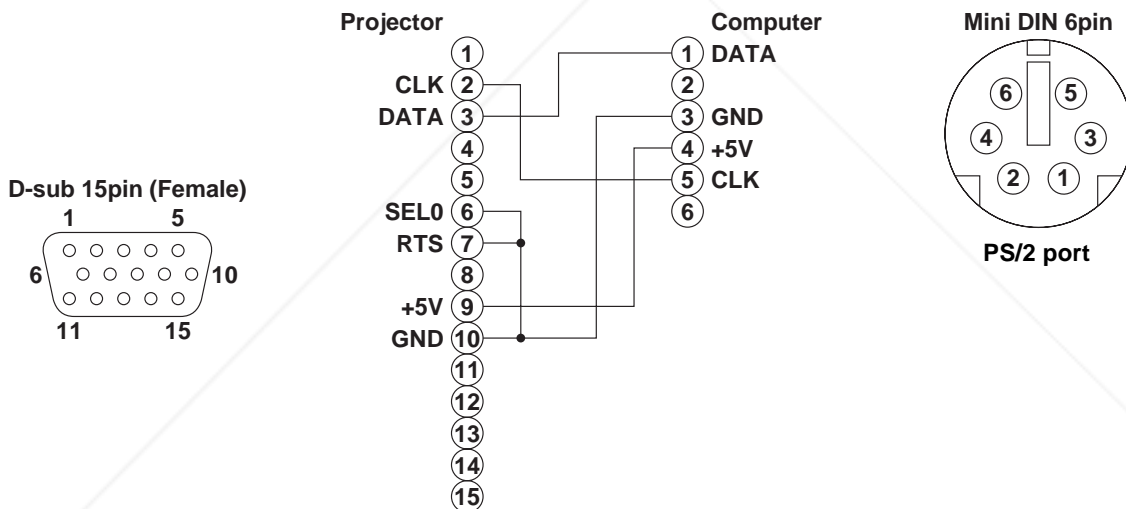 Projector
Computer
Mini DIN 6pin
1
CLK 2
DATA 3
4
5
SEL0 6
RTS 7
8
+5V 9
GND 10
11
12
13
14
15
1 DATA
2
3 GND
4 +5V
5 CLK
6
6 5
4 3
2 1
PS/2 port
D-sub 15pin (Female)
1 5
6 10
11 15